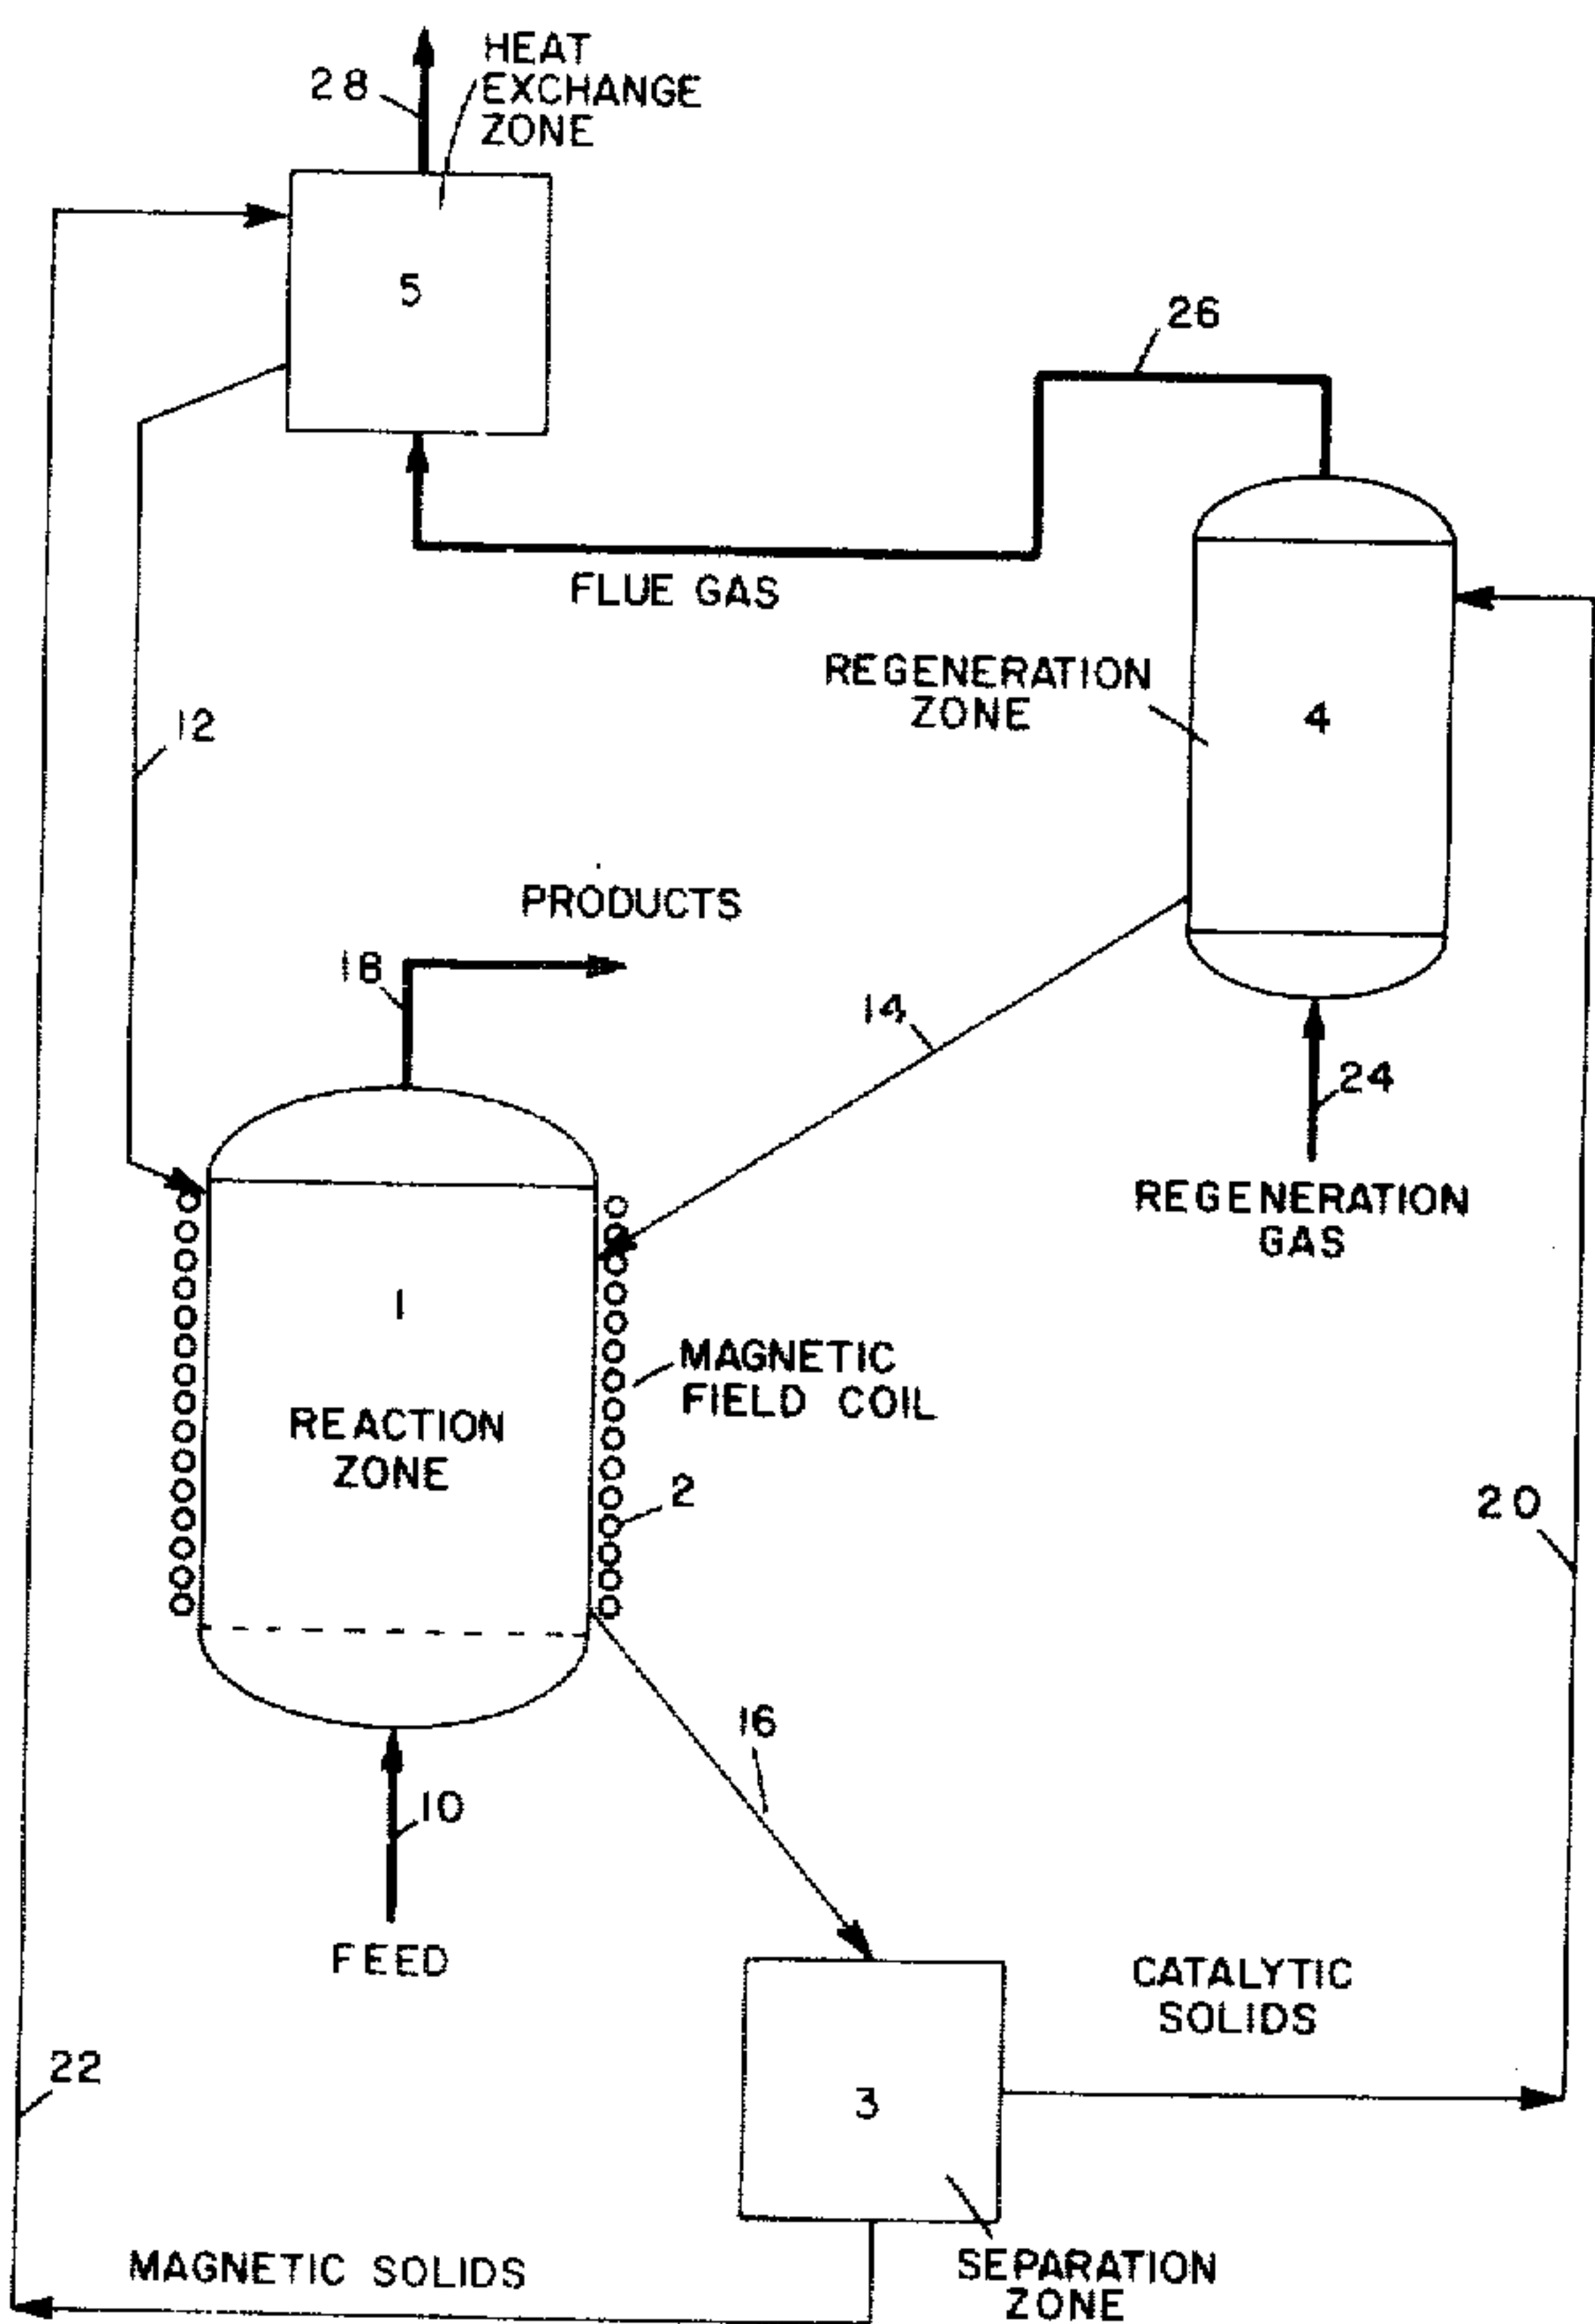 28
HEAT
EXCHANGE
ZONE
5
26
FLUE GAS
REGENERATION
ZONE
4
12
PRODUCTS
18
14
24
REGENERATION
GAS
1
MAGNETIC
FIELD COIL
REACTION
ZONE
2
20
16
10
FEED
CATALYTIC
SOLIDS
22
3
MAGNETIC SOLIDS
SEPARATION
ZONE